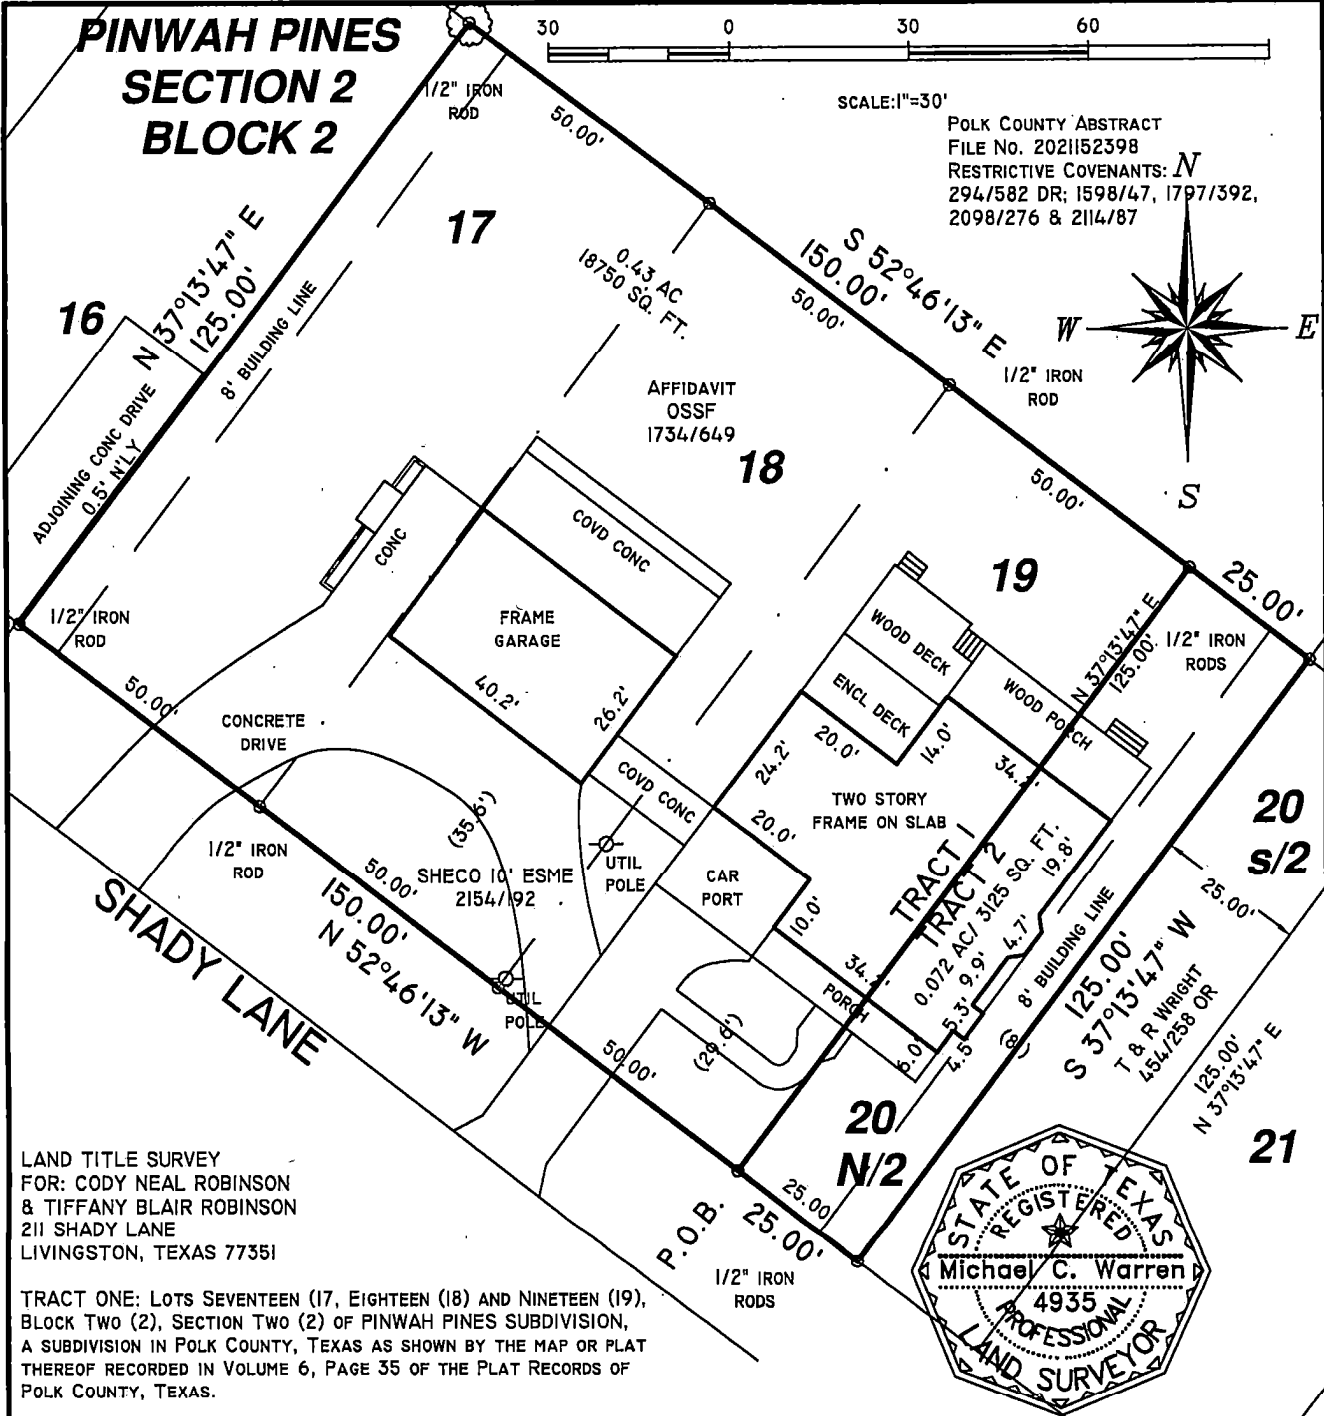 PINWAH PINES
SECTION 2
BLOCK 2
30 0 30 60
SCALE:1"=30'
POLK COUNTY ABSTRACT
FILE No. 2021152398
RESTRICTIVE COVENANTS:
294/582 DR; 1598/47, 1797/392,
2098/276 & 2114/87
N
W
E
S
1/2" IRON
ROD
50.00'
17
0.43 AC
18750 SQ. FT.
S 52°46'13" E
150.00'
50.00'
N 37°13'47" E
125.00'
16
8' BUILDING LINE
ADJOINING CONC DRIVE
0.5' N'LY
1/2" IRON
ROD
AFFIDAVIT
OSSF
1734/649
18
50.00'
19
25.00'
CONC
COVD CONC
FRAME
GARAGE
40.2'
26.2'
1/2" IRON
ROD
50.00'
CONCRETE
DRIVE
WOOD DECK
ENCL DECK
WOOD PORCH
N 37°13'47" E
125.00'
1/2" IRON
RODS
20.0'
14.0'
24.2'
34.2'
COVD CONC
TWO STORY
FRAME ON SLAB
20.0'
20
s/2
(35.6')
1/2" IRON
ROD
50.00'
SHECO 10' ESME
2154/192
UTIL
POLE
CAR
PORT
10.0'
TRACT 1
TRACT 2
0.072 AC/ 3125 SQ. FT.
19.8'
4.7'
9.9'
5.3'
4.5'
6.0'
34.2'
PORCH
8' BUILDING LINE
(8')
25.00'
125.00'
S 37°13'47" W
T & R WRIGHT
454/258 OR
125.00'
N 37°13'47" E
SHADY LANE
150.00'
N 52°46'13" W
UTIL
POLE
50.00'
(29.6')
20
N/2
21
25.00
25.00'
P.O.B.
1/2" IRON
RODS
LAND TITLE SURVEY
FOR: CODY NEAL ROBINSON
& TIFFANY BLAIR ROBINSON
211 SHADY LANE
LIVINGSTON, TEXAS 77351
TRACT ONE: LOTS SEVENTEEN (17, EIGHTEEN (18) AND NINETEEN (19),
BLOCK TWO (2), SECTION TWO (2) OF PINWAH PINES SUBDIVISION,
A SUBDIVISION IN POLK COUNTY, TEXAS AS SHOWN BY THE MAP OR PLAT
THEREOF RECORDED IN VOLUME 6, PAGE 35 OF THE PLAT RECORDS OF
POLK COUNTY, TEXAS.
STATE OF TEXAS
REGISTERED
Michael C. Warren
4935
PROFESSIONAL
LAND SURVEYOR